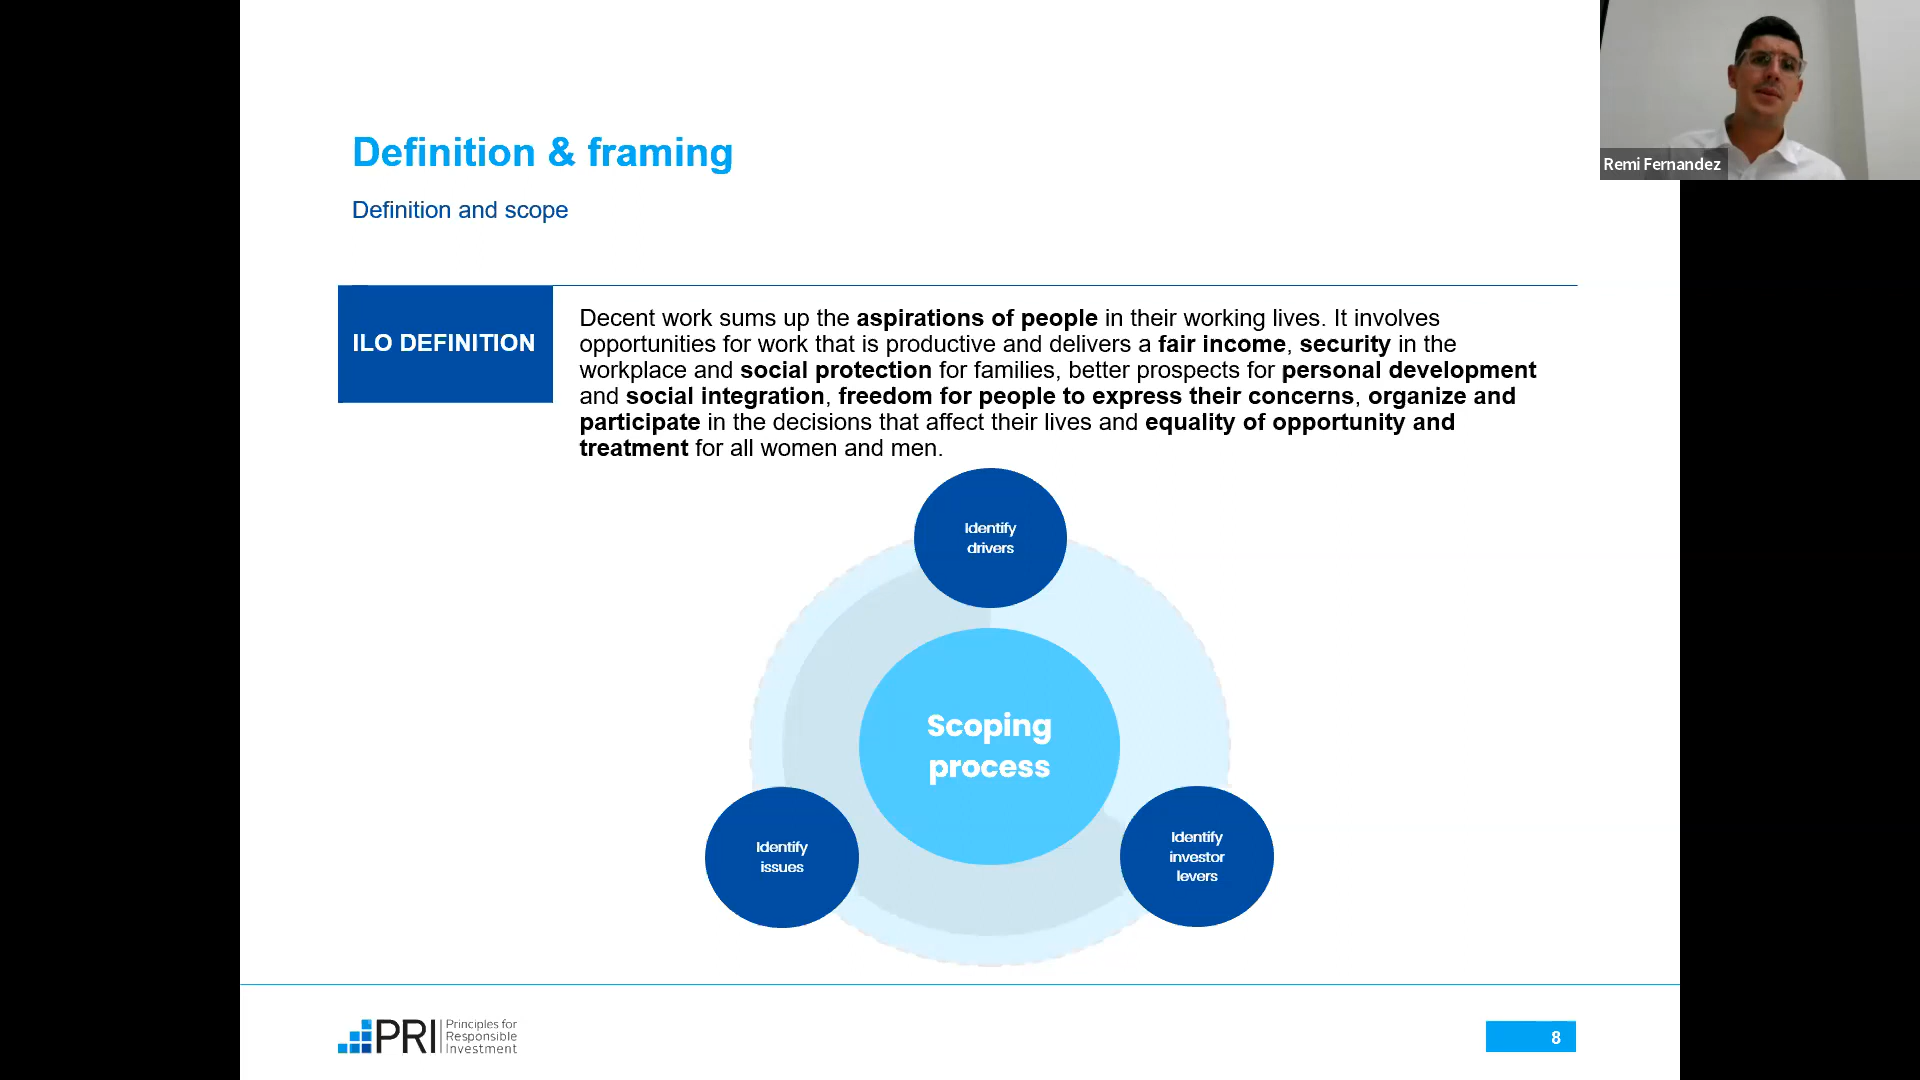 Remi Fernandez
Definition & framing
Definition and scope
ILO DEFINITION
Decent work sums up the aspirations of people in their working lives. It involves
opportunities for work that is productive and delivers a fair income, security in the
workplace and social protection for families, better prospects for personal development
and social integration, freedom for people to express their concerns, organize and
participate in the decisions that affect their lives and equality of opportunity and
treatment for all women and men.
Identify
drivers
Scoping
process
Identify
issues
Identify
investor
levers
PRI
Principles for
Responsible
Investment
8